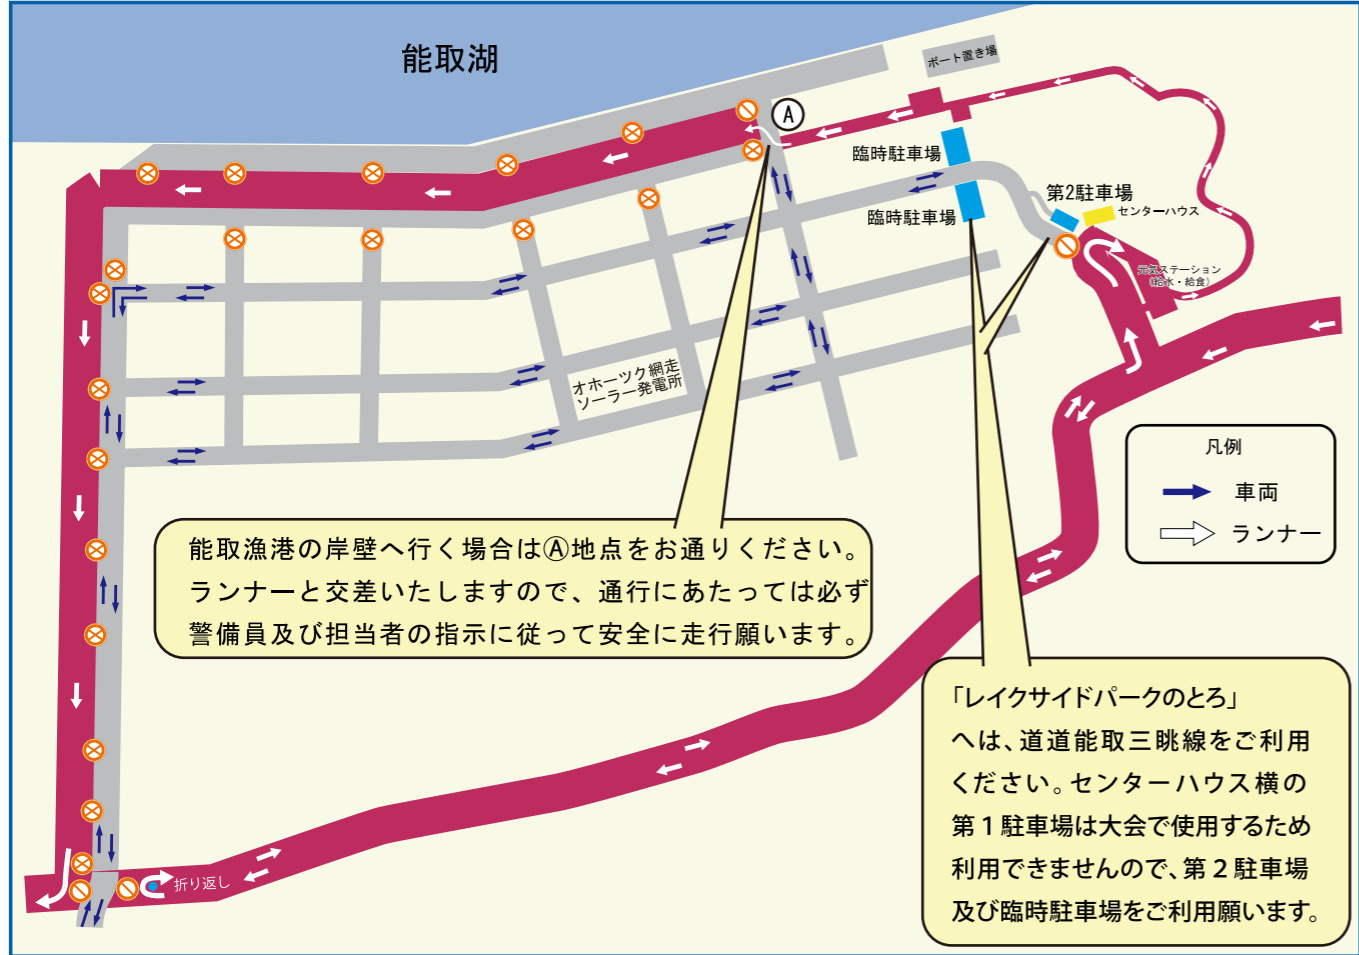 能取湖
ボート置き場
Ⓐ
臨時駐車場
臨時駐車場
第2駐車場
センターハウス
元気ステーション
(給水・給食)
オホーツク網走
ソーラー発電所
凡例
車両
ランナー
能取漁港の岸壁へ行く場合はⒶ地点をお通りください。
ランナーと交差いたしますので、通行にあたっては必ず
警備員及び担当者の指示に従って安全に走行願います。
「レイクサイドパークのとろ」
へは、道道能取三眺線をご利用
ください。センターハウス横の
第1駐車場は大会で使用するため
利用できませんので、第2駐車場
及び臨時駐車場をご利用願います。
折り返し